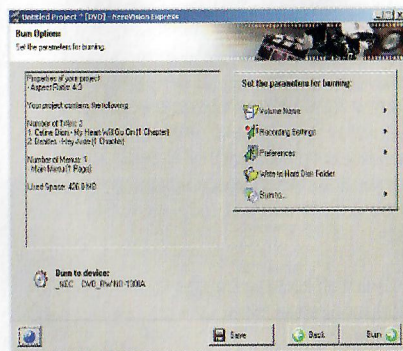 Untitled Project * [DVD] - NeroVision Express
Burn Options
Set the parameters for burning.
Properties of your project
- Aspect Ratio: 4:3
Your project contains the following
Number of Titles: 2
1. Celine Dion - My Heart Will Go On (1 Chapter)
2. Beatles - Hey Jude (1 Chapter)
Number of Menus: 1
- Main Menu (1 Page)
Used Space: 426.8 MB
Set the parameters for burning:
Volume Name
Recording Settings
Preferences
Write to Hard Disk Folder
Burn to...
Burn to device:
_NEC DVD_RW ND-1300A
Save
Back
Burn